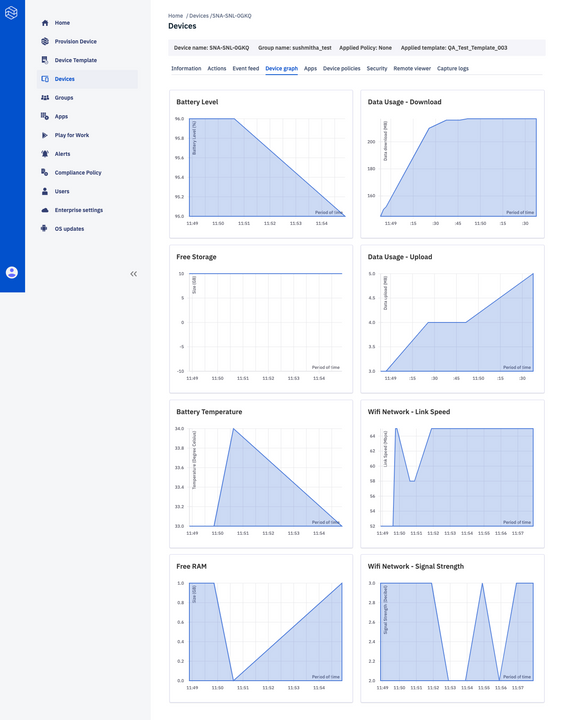 Home
Provision Device
Device Template
Devices
Groups
Apps
Play for Work
Alerts
Compliance Policy
Users
Enterprise settings
OS updates
Home / Devices /SNA-SNL-0GKQ
Devices
Device name: SNA-SNL-0GKQ Group name: sushmitha_test Applied Policy: None Applied template: QA_Test_Template_003
Information Actions Event feed Device graph Apps Device policies Security Remote viewer Capture logs
Battery Level
96.0
95.8
95.6
95.4
95.2
95.0
Battery Level (%)
Period of time
11:49 11:50 11:51 11:52 11:53 11:54
Data Usage - Download
200
180
160
Data download (MB)
Period of time
11:49 :15 :30 :45 11:50 :15 :30
Free Storage
10
5
0
-5
-10
Size (GB)
Period of time
11:49 11:50 11:51 11:52 11:53 11:54
Data Usage - Upload
5.0
4.5
4.0
3.5
3.0
Data upload (MB)
Period of time
11:49 :15 :30 :45 11:50 :15 :30
Battery Temperature
34.0
33.8
33.6
33.4
33.2
33.0
Temperature (Degree Celsius)
Period of time
11:49 11:50 11:51 11:52 11:53 11:54
Wifi Network - Link Speed
64
62
60
58
56
54
52
Link Speed (Mbps)
Period of time
11:49 11:50 11:51 11:52 11:53 11:54 11:55 11:56 11:57
Free RAM
1.0
0.8
0.6
0.4
0.2
0.0
Size (GB)
Period of time
11:49 11:50 11:51 11:52 11:53 11:54
Wifi Network - Signal Strength
3.0
2.8
2.6
2.4
2.2
2.0
Signal Strength
Period of time
11:49 11:50 11:51 11:52 11:53 11:54 11:55 11:56 11:57